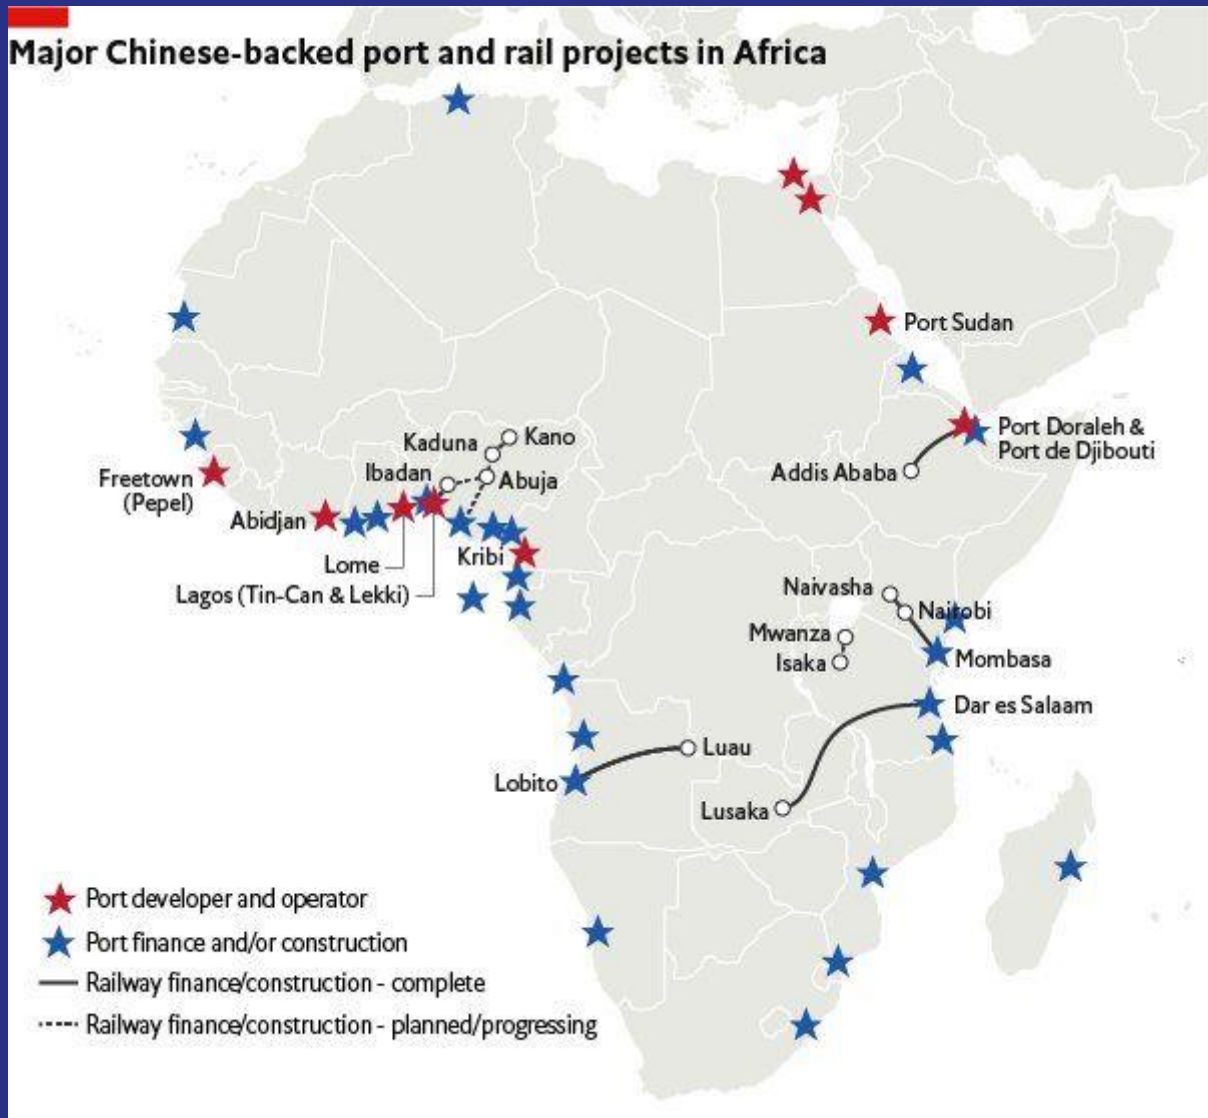 Major Chinese-backed port and rail projects in Africa
Port Sudan
Port Doraleh &
Port de Djibouti
Addis Ababa
Kaduna
Kano
Ibadan
Abuja
Freetown
(Pepel)
Abidjan
Lome
Kribi
Lagos (Tin-Can & Lekki)
Naivasha
Nairobi
Mwanza
Isaka
Mombasa
Dar es Salaam
Luau
Lobito
Lusaka
Port developer and operator
Port finance and/or construction
Railway finance/construction - complete
Railway finance/construction - planned/progressing